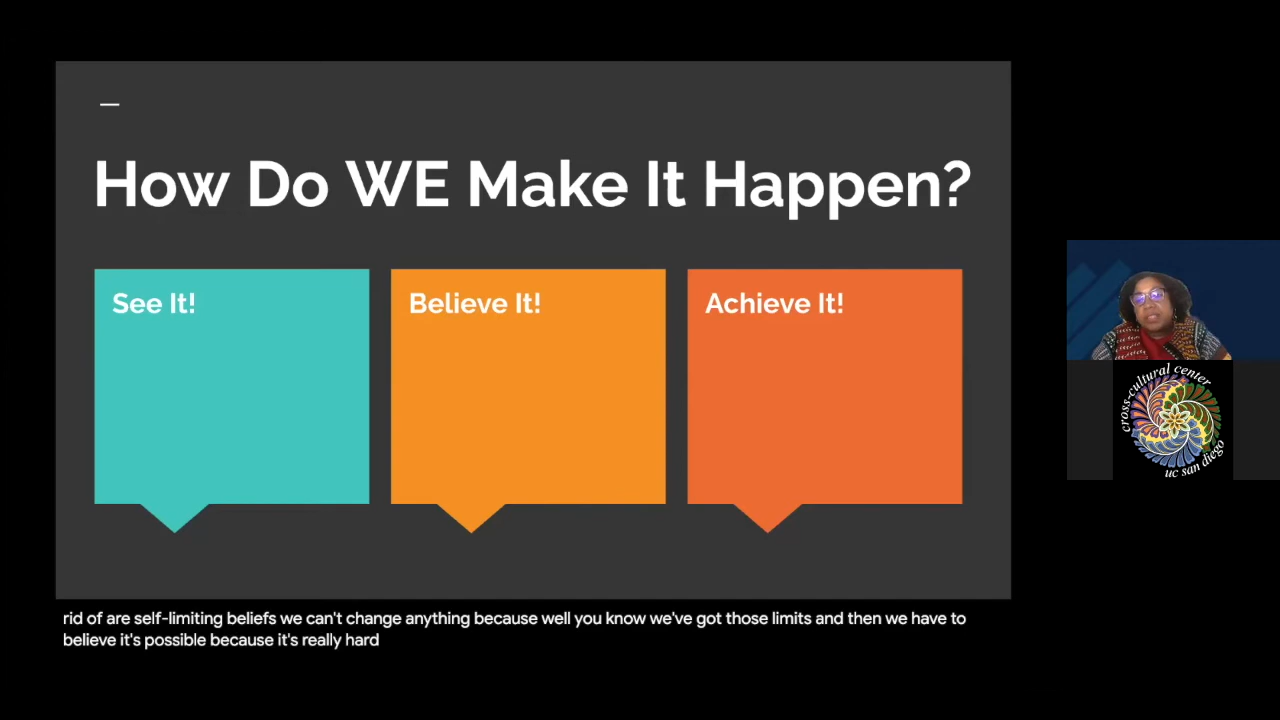 How Do WE Make It Happen?
See It!
Believe It!
Achieve It!
rid of are self-limiting beliefs we can't change anything because well you know we've got those limits and then we have to
believe it's possible because it's really hard
cross-cultural center
uc san diego